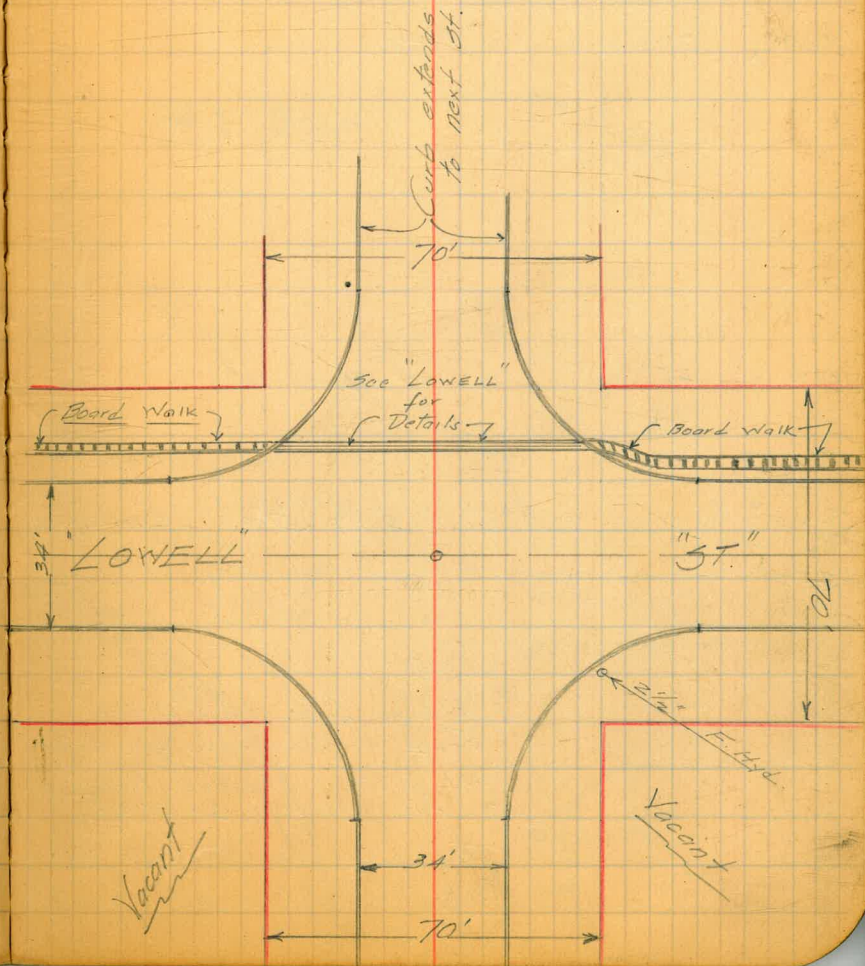 Curb extends
to next St.
70'
See "LOWELL"
for
Details
Board Walk
Board Walk
34'
"LOWELL"
"ST."
70'
2½" F. Hyd.
Vacant
Vacant
34'
70'